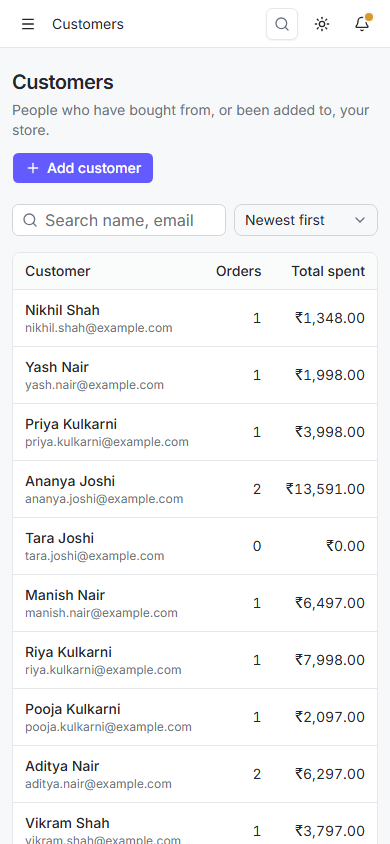 Customers
Customers
People who have bought from, or been added to, your
store.
Add customer
Search name, email
Newest first
Customer Orders Total spent
Nikhil Shah
nikhil.shah@example.com
1 ₹1,348.00
Yash Nair
yash.nair@example.com
1 ₹1,998.00
Priya Kulkarni
priya.kulkarni@example.com
1 ₹3,998.00
Ananya Joshi
ananya.joshi@example.com
2 ₹13,591.00
Tara Joshi
tara.joshi@example.com
0 ₹0.00
Manish Nair
manish.nair@example.com
1 ₹6,497.00
Riya Kulkarni
riya.kulkarni@example.com
1 ₹7,998.00
Pooja Kulkarni
pooja.kulkarni@example.com
1 ₹2,097.00
Aditya Nair
aditya.nair@example.com
2 ₹6,297.00
Vikram Shah
vikram.shah@example.com
1 ₹3,797.00